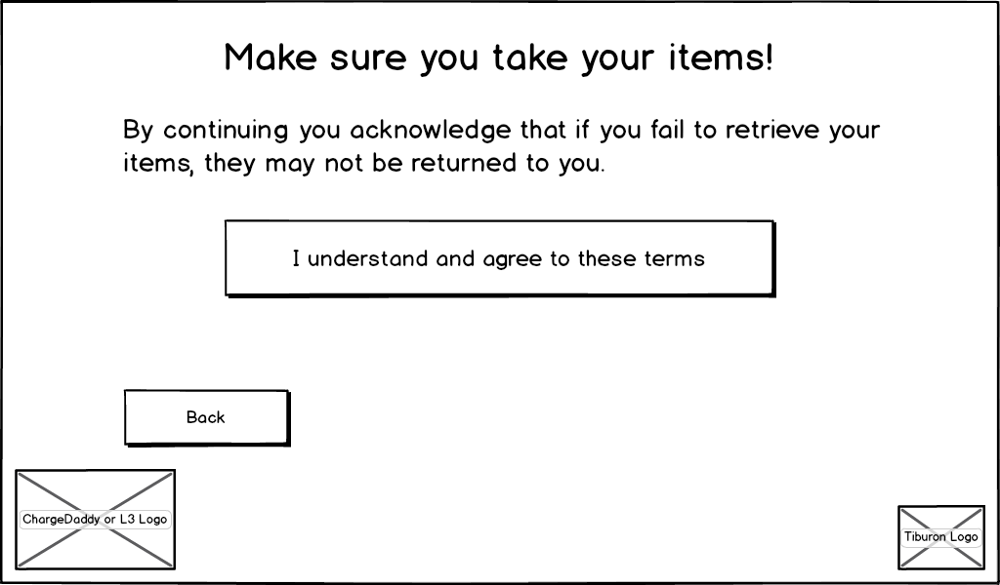 Make sure you take your items!
By continuing you acknowledge that if you fail to retrieve your
items, they may not be returned to you.
I understand and agree to these terms
Back
ChargeDaddy or L3 Logo
Tiburon Logo